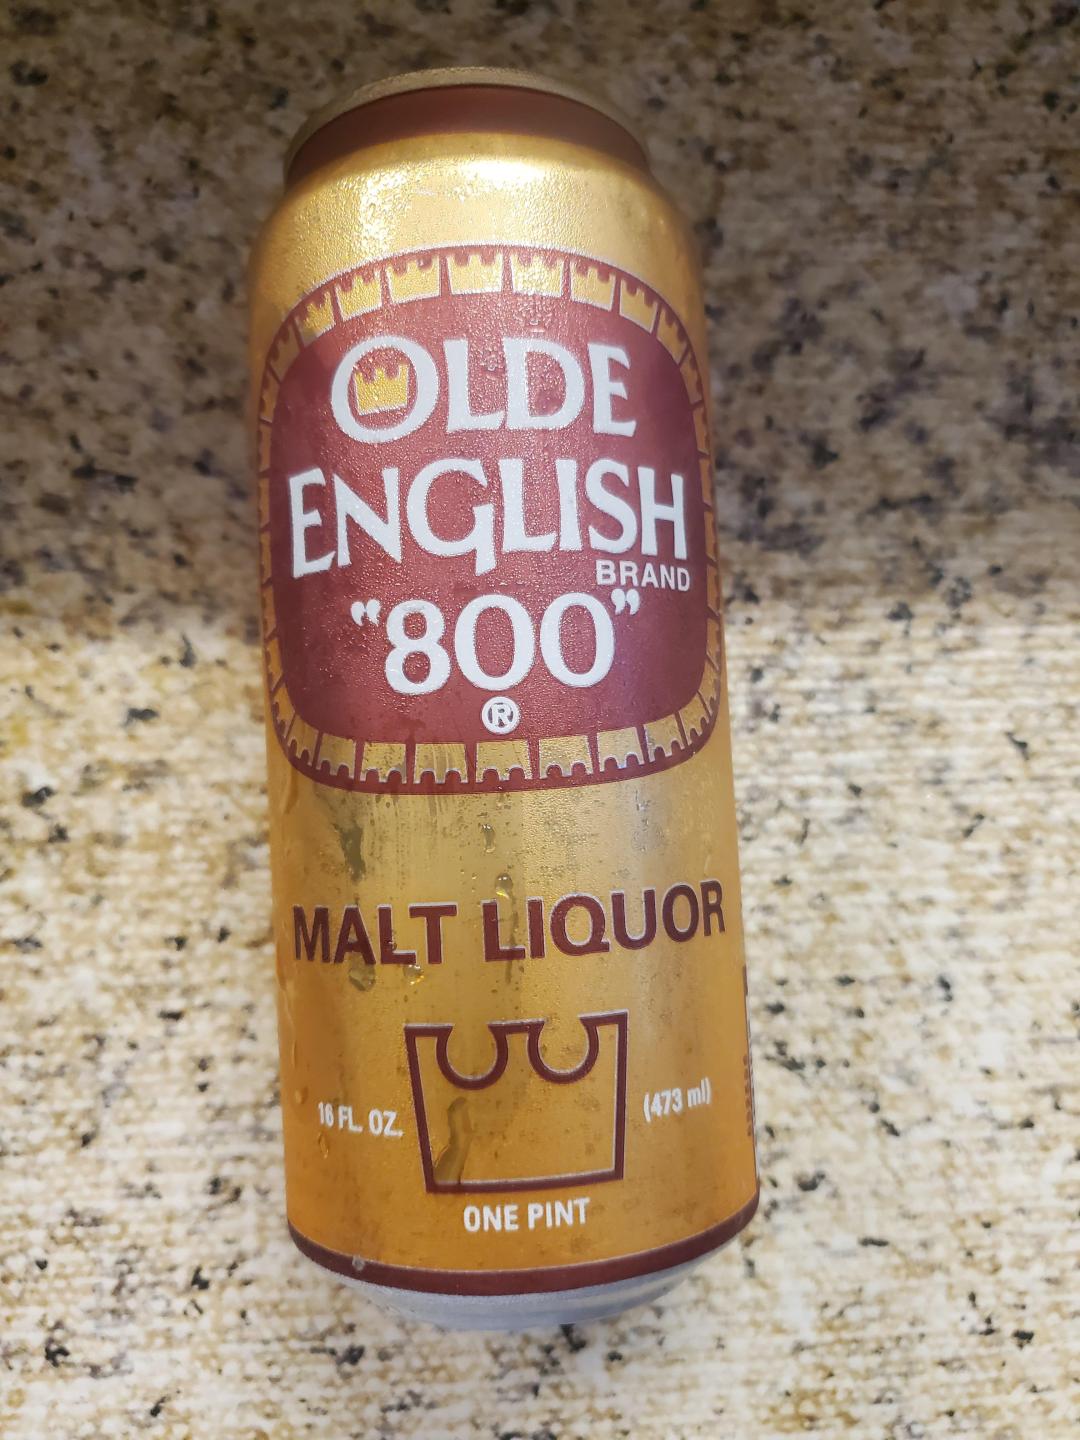 OLDE
ENGLISH
BRAND
“800”
®
MALT LIQUOR
16 FL. OZ.
(473 ml)
ONE PINT